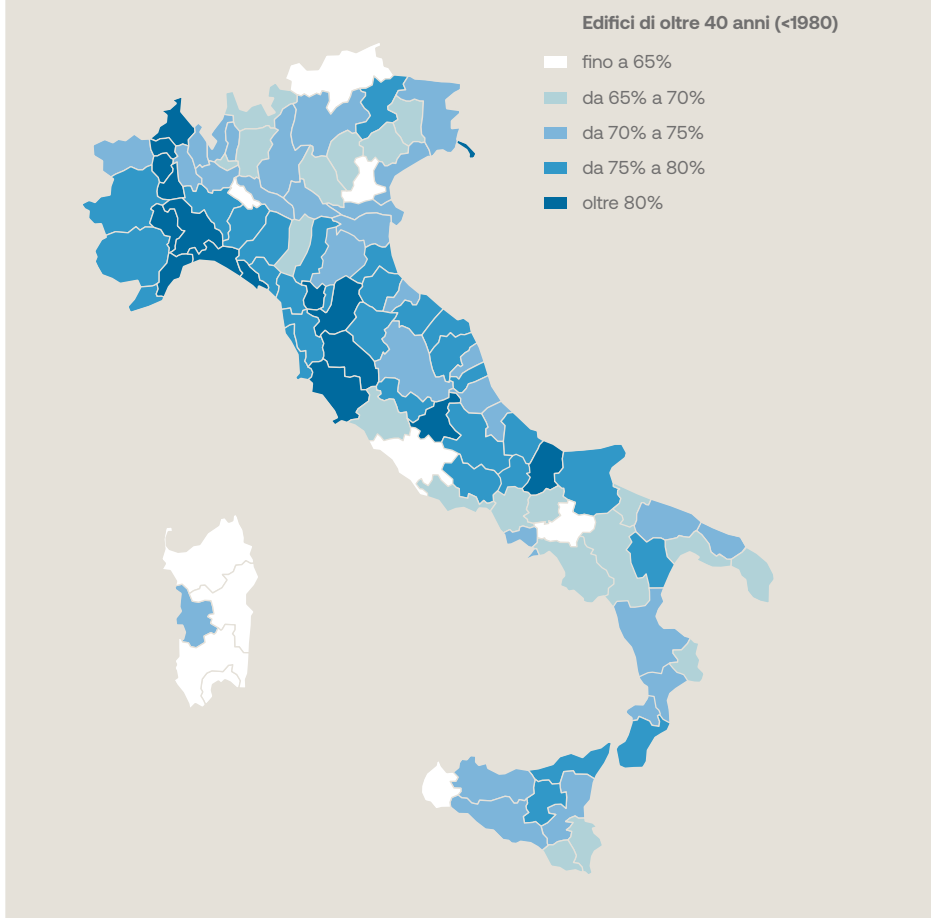 Edifici di oltre 40 anni (<1980)
fino a 65%
da 65% a 70%
da 70% a 75%
da 75% a 80%
oltre 80%